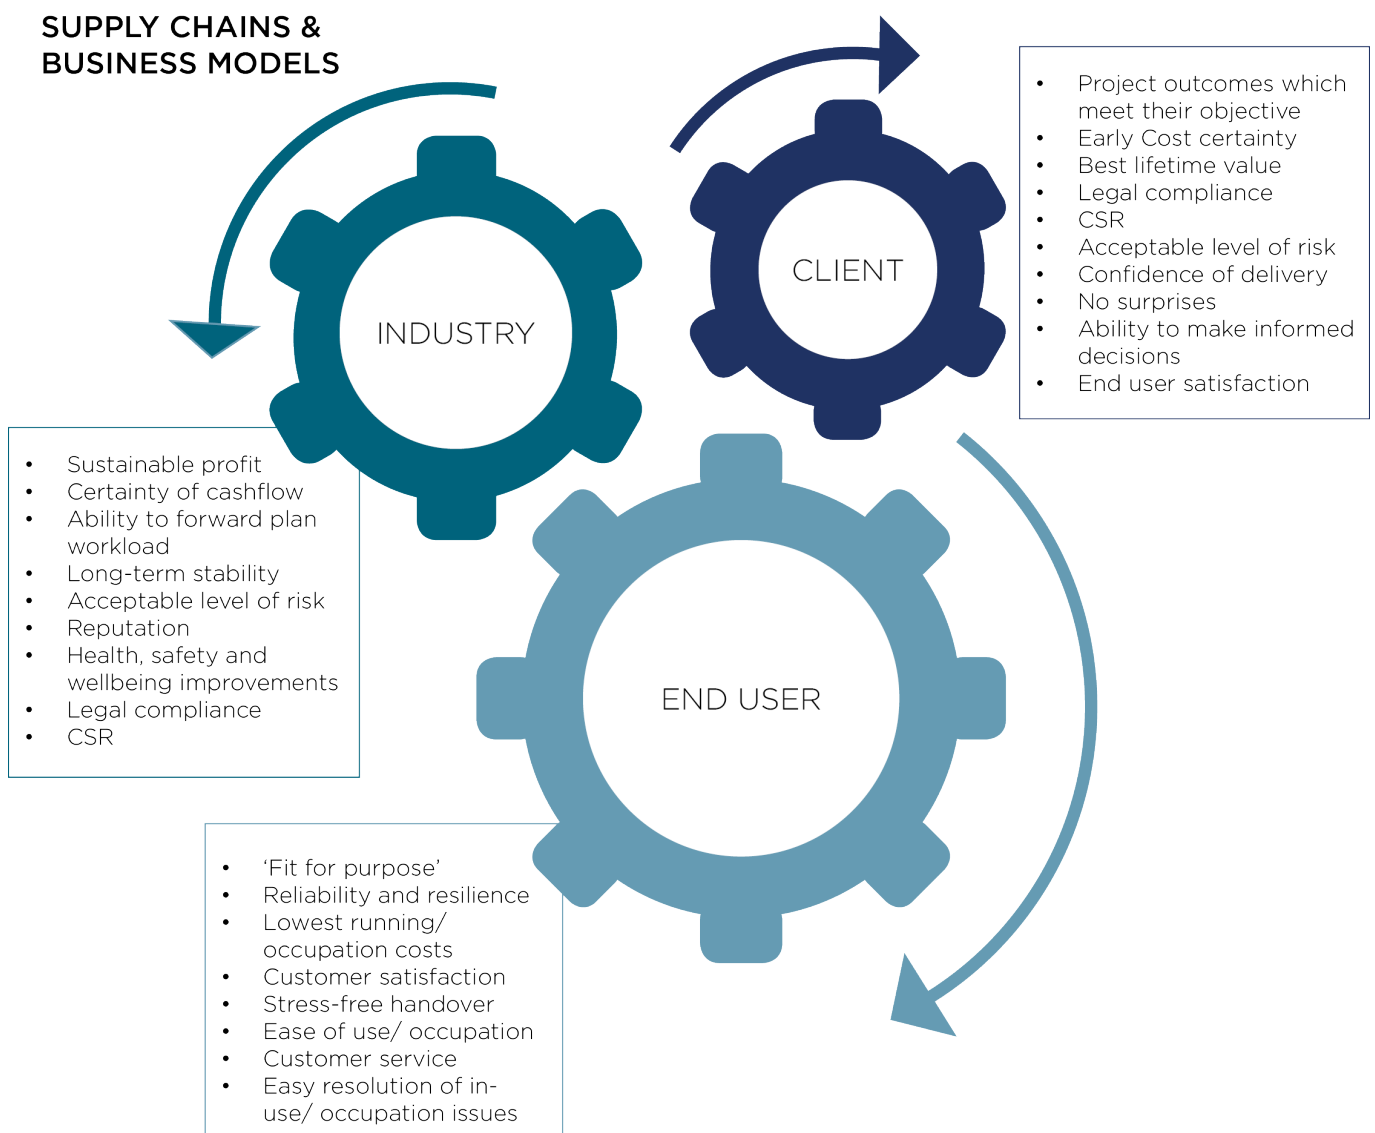 SUPPLY CHAINS &
BUSINESS MODELS
INDUSTRY
• Sustainable profit
• Certainty of cashflow
• Ability to forward plan
workload
• Long-term stability
• Acceptable level of risk
• Reputation
• Health, safety and
wellbeing improvements
• Legal compliance
• CSR
CLIENT
• Project outcomes which
meet their objective
• Early Cost certainty
• Best lifetime value
• Legal compliance
• CSR
• Acceptable level of risk
• Confidence of delivery
• No surprises
• Ability to make informed
decisions
• End user satisfaction
END USER
• ‘Fit for purpose’
• Reliability and resilience
• Lowest running/
occupation costs
• Customer satisfaction
• Stress-free handover
• Ease of use/ occupation
• Customer service
• Easy resolution of in-
use/ occupation issues